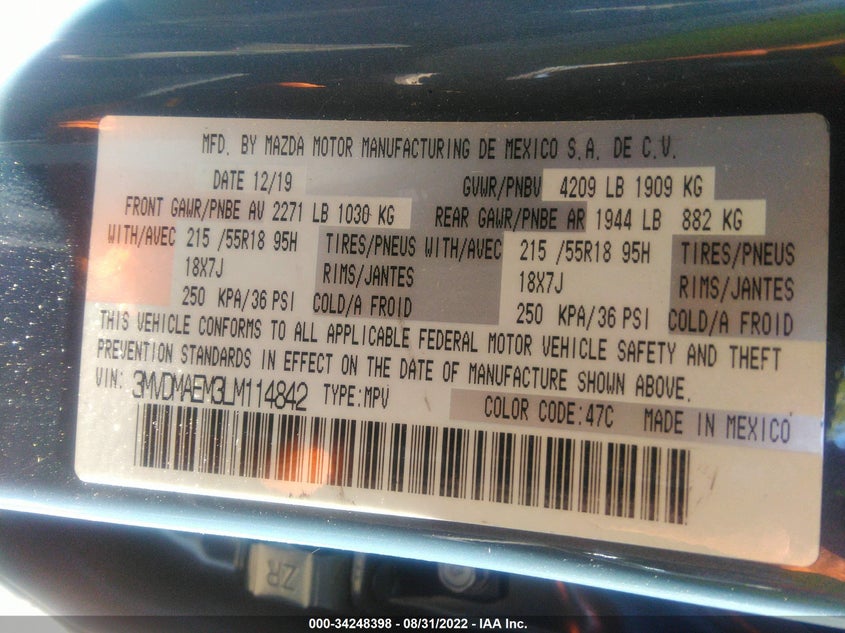 MFD. BY MAZDA MOTOR MANUFACTURING DE MEXICO S.A. DE C.V.
DATE 12/19 GVWR/PNBV 4209 LB 1909 KG
FRONT GAWR/PNBE AV 2271 LB 1030 KG REAR GAWR/PNBE AR 1944 LB 882 KG
WITH/AVEC 215 /55R18 95H TIRES/PNEUS WITH/AVEC 215 /55R18 95H TIRES/PNEUS
18X7J RIMS/JANTES 18X7J RIMS/JANTES
250 KPA/36 PSI COLD/A FROID 250 KPA/36 PSI COLD/A FROID
THIS VEHICLE CONFORMS TO ALL APPLICABLE FEDERAL MOTOR VEHICLE SAFETY AND THEFT
PREVENTION STANDARDS IN EFFECT ON THE DATE OF MANUFACTURE SHOWN ABOVE.
VIN: 3MVDMAEM3LM114842 TYPE:MPV COLOR CODE:47C MADE IN MEXICO
ZR
000-34248398 - 08/31/2022 - IAA Inc.